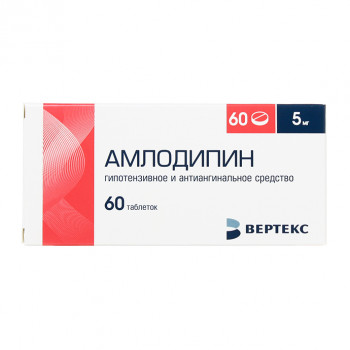 60 5 мг
АМЛОДИПИН
гипотензивное и антиангинальное средство
60 таблеток
ВЕРТЕКС